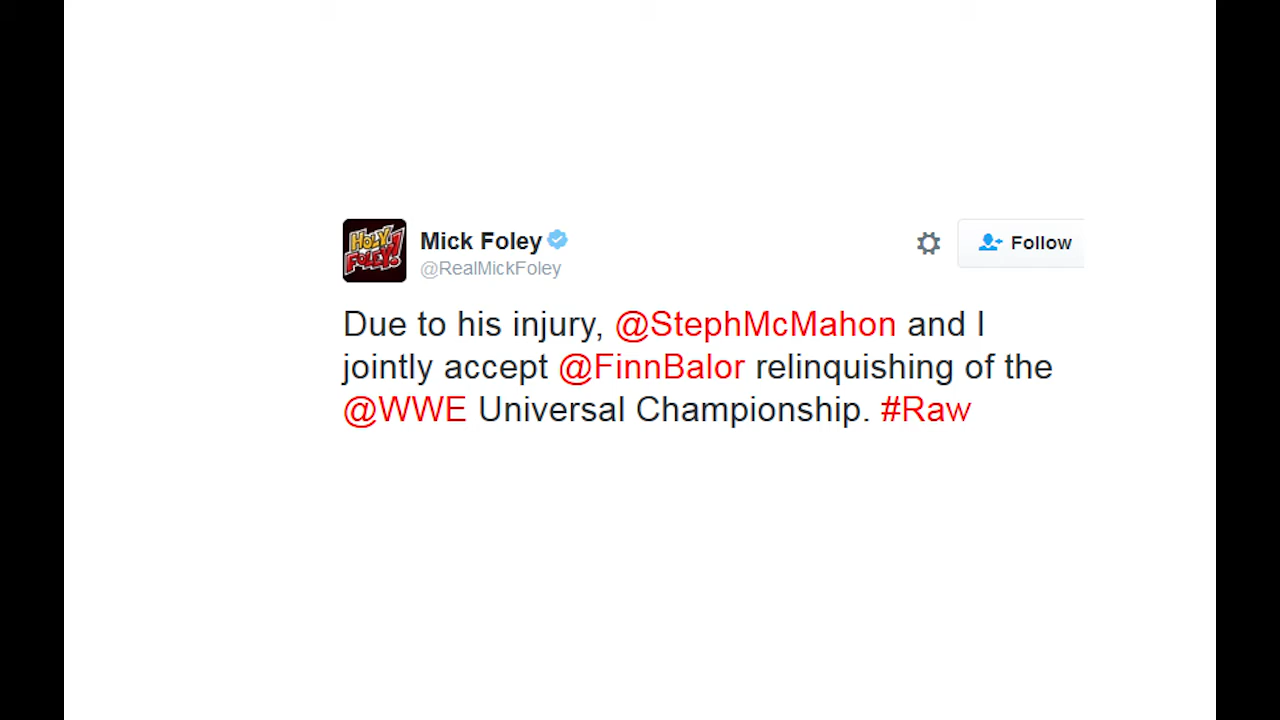 HOLY
FOLEY!
Mick Foley
@RealMickFoley
Follow
Due to his injury, @StephMcMahon and I
jointly accept @FinnBalor relinquishing of the
@WWE Universal Championship. #Raw